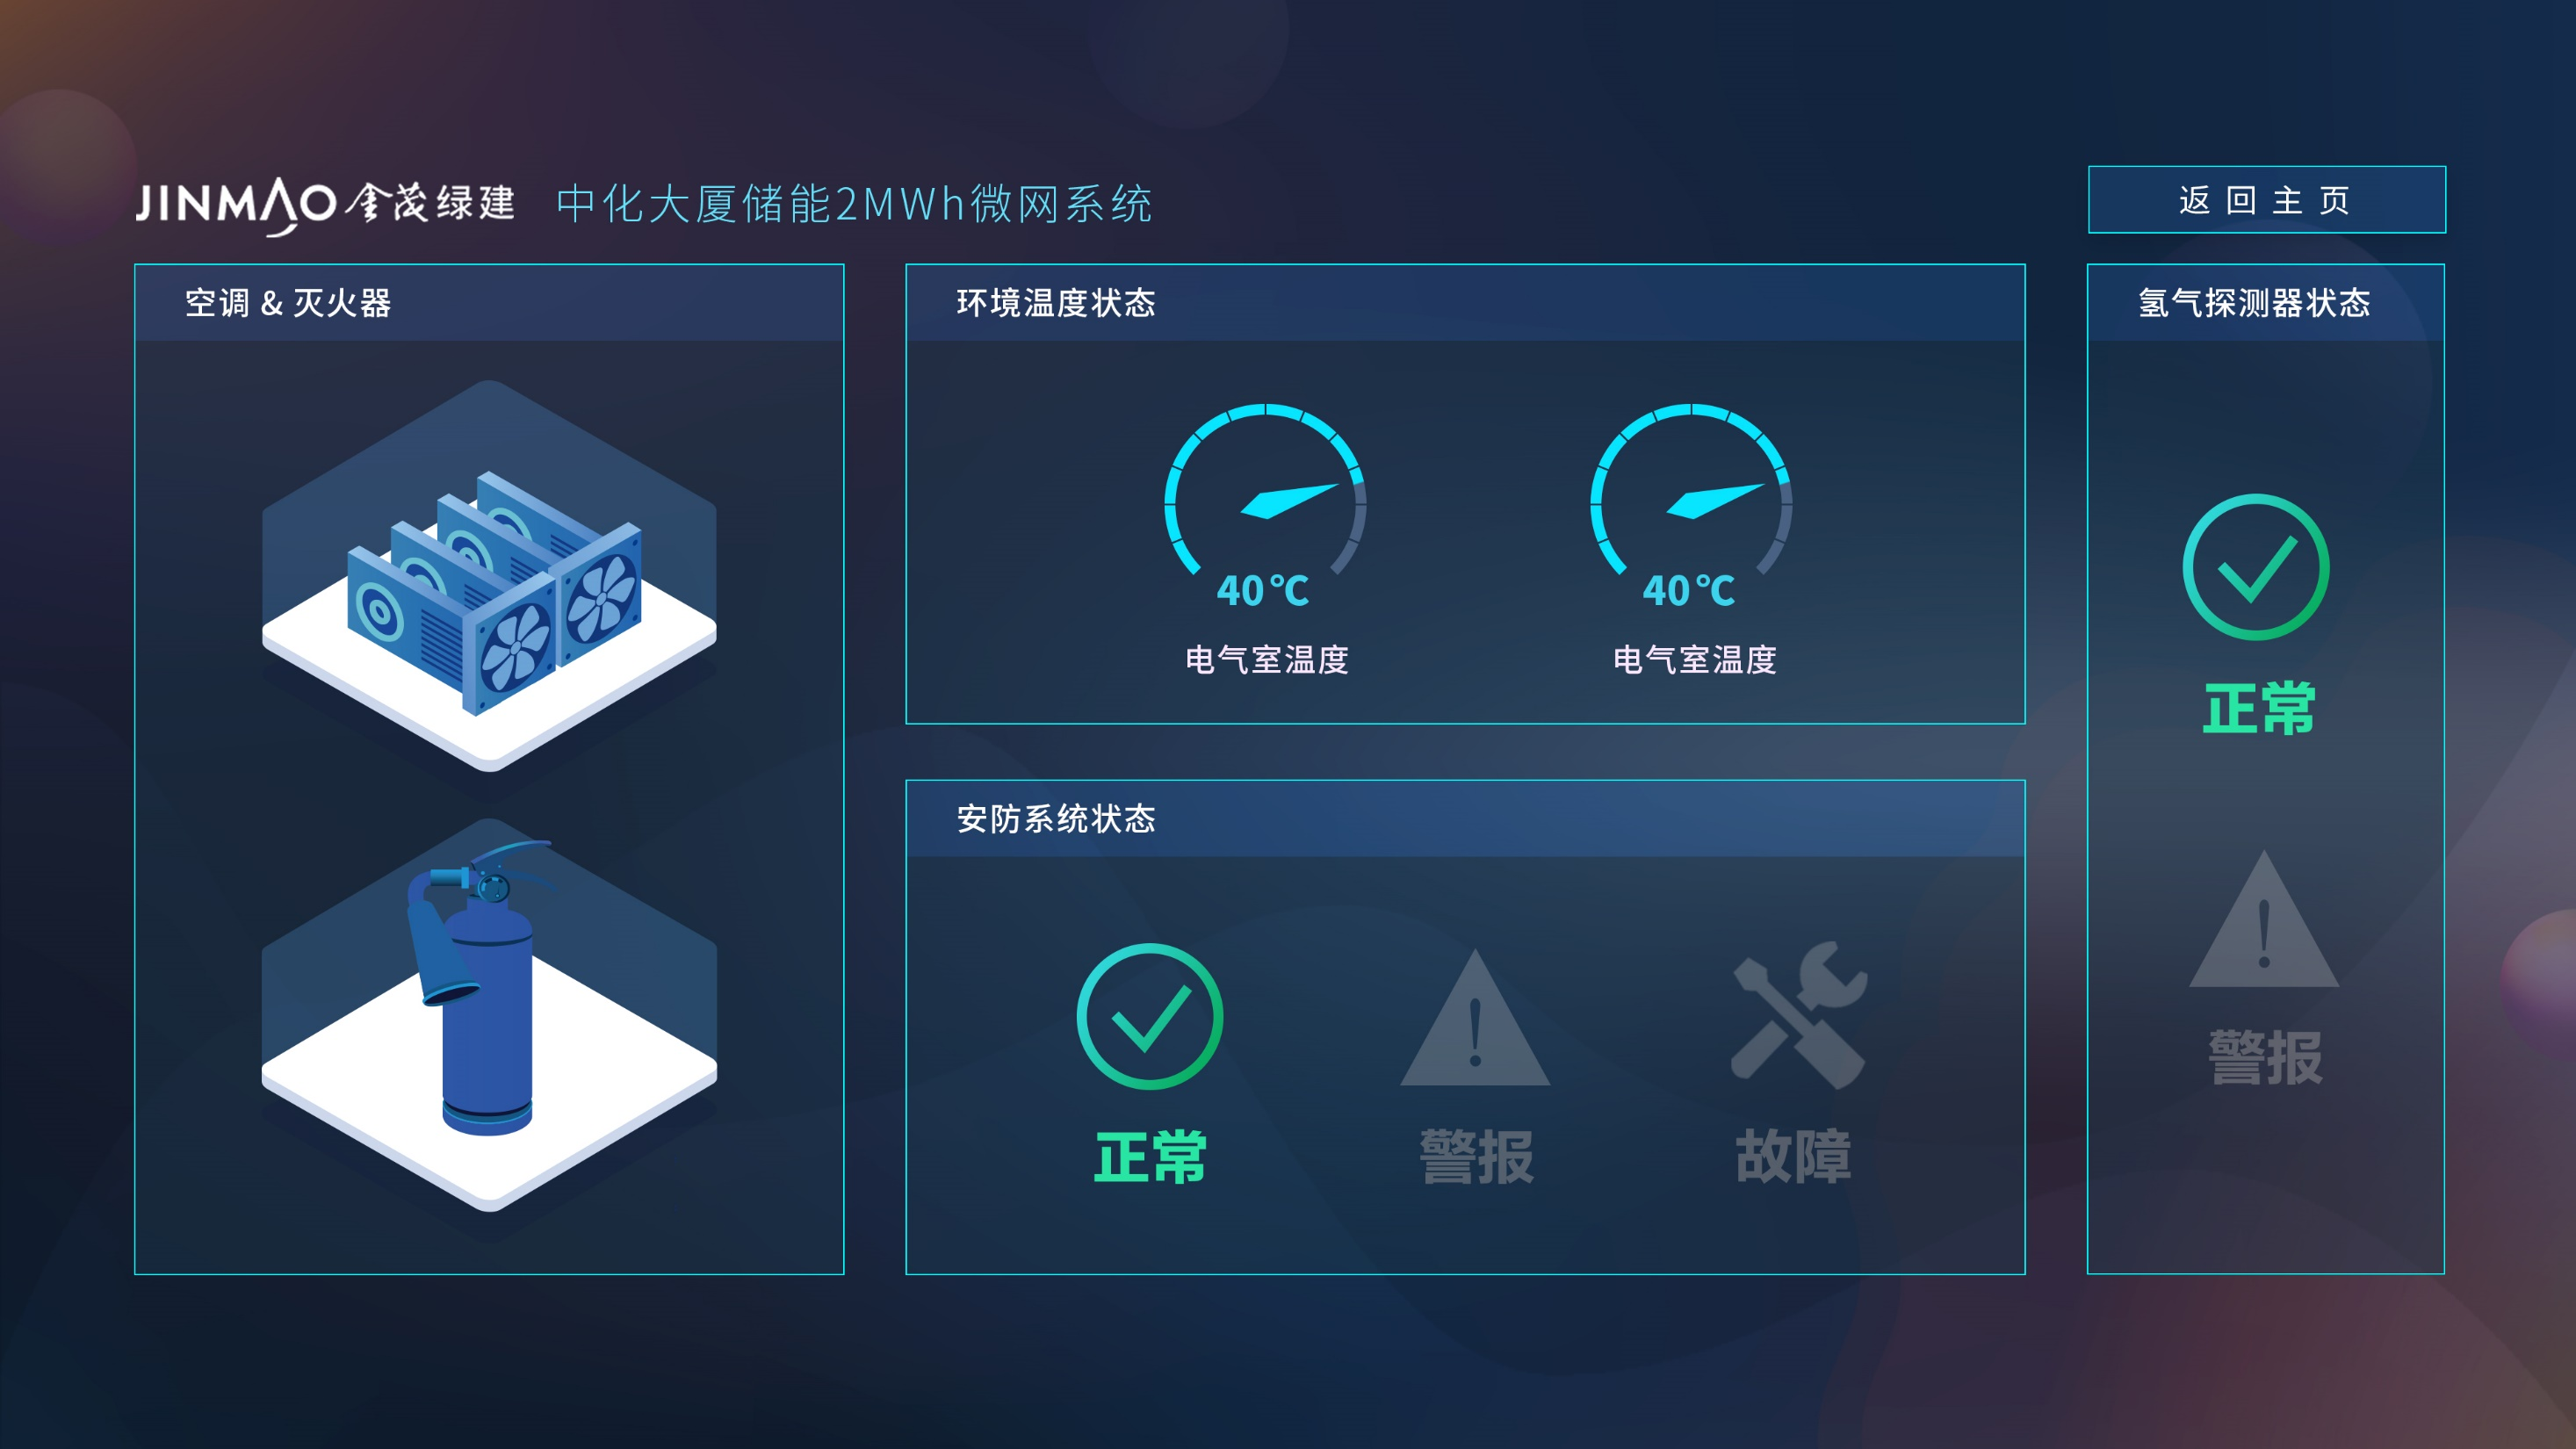 JINMAO 金茂绿建
中化大厦储能2MWh微网系统
返回主页
空调 & 灭火器
环境温度状态
40℃
电气室温度
40℃
电气室温度
安防系统状态
正常
警报
故障
氢气探测器状态
正常
警报